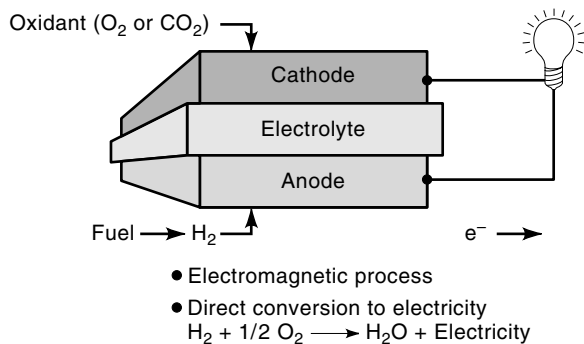 Oxidant (O₂ or CO₂)
Cathode
Electrolyte
Anode
Fuel → H₂
e⁻ →
• Electromagnetic process
• Direct conversion to electricity
H₂ + 1/2 O₂ → H₂O + Electricity